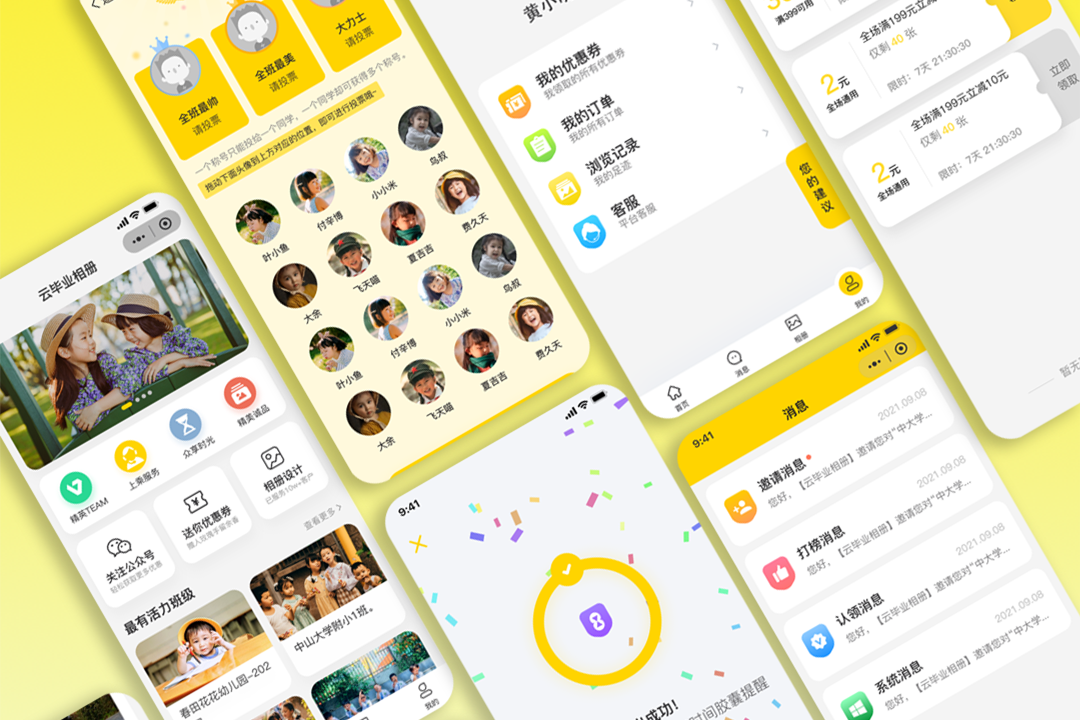 云毕业相册
精英TEAM
上乘服务
众享时光
精美诚品
关注公众号
轻松获取更多优惠
送你优惠券
赠人玫瑰手留余香
相册设计
已服务10w+客户
最有活力班级
查看更多 >
春田花花幼儿园-202
中山大学附小1班。
我的
全班最帅
请投票
全班最美
请投票
大力士
请投票
一个称号只能投给一个同学，一个同学却可获得多个称号。
拖动下面头像到上方对应的位置，即可进行投票啦~
叶小鱼
付辛博
小小米
鸟叔
大余
飞天喵
夏吉吉
费久天
叶小鱼
付辛博
小小米
鸟叔
大余
飞天喵
夏吉吉
费久天
9:41
成功！
时间胶囊提醒
我的优惠券
我领取的所有优惠券
我的订单
我的所有订单
浏览记录
我的足迹
客服
平台客服
您的建议
首页
消息
相册
我的
9:41
消息
邀请消息
2021.09.08
您好，【云毕业相册】邀请您对“中大学...
打榜消息
2021.09.08
您好，【云毕业相册】邀请您对“中大学...
认领消息
2021.09.08
您好，【云毕业相册】邀请您对“中大学...
系统消息
2021.09.08
您好，【云毕业相册】邀请您对“中大学...
满399可用
2元
全场通用
全场满199元立减
仅剩 40 张
限时：7天 21:30:30
2元
全场通用
全场满199元立减10元
仅剩 40 张
限时：7天 21:30:30
立即
领取
暂无